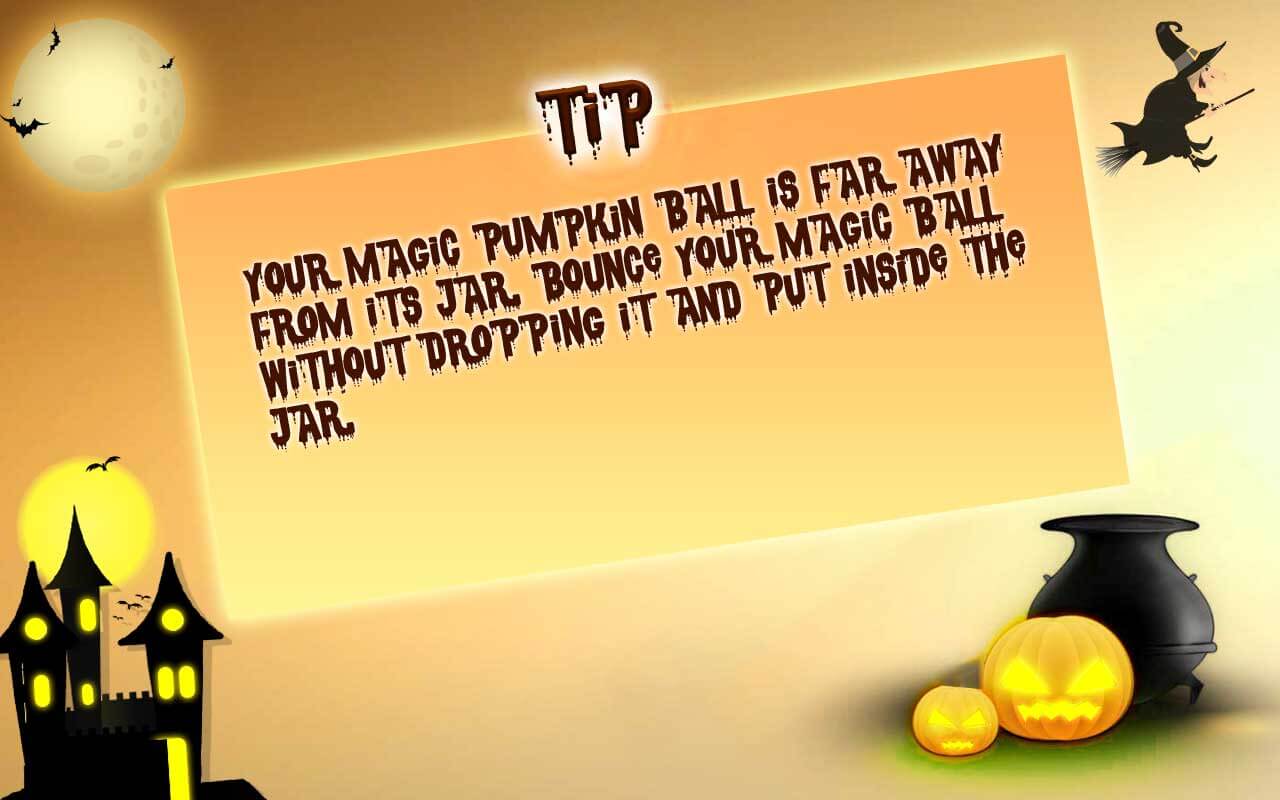 TiP
YOUR MAGiC PUMPKiN BALL iS FAR AWAY
FROM iTS JAR. BOUNCe YOUR MAGiC BALL
WiTHOUT DROPPiNG iT AND PUT iNSiDe THe
JAR.